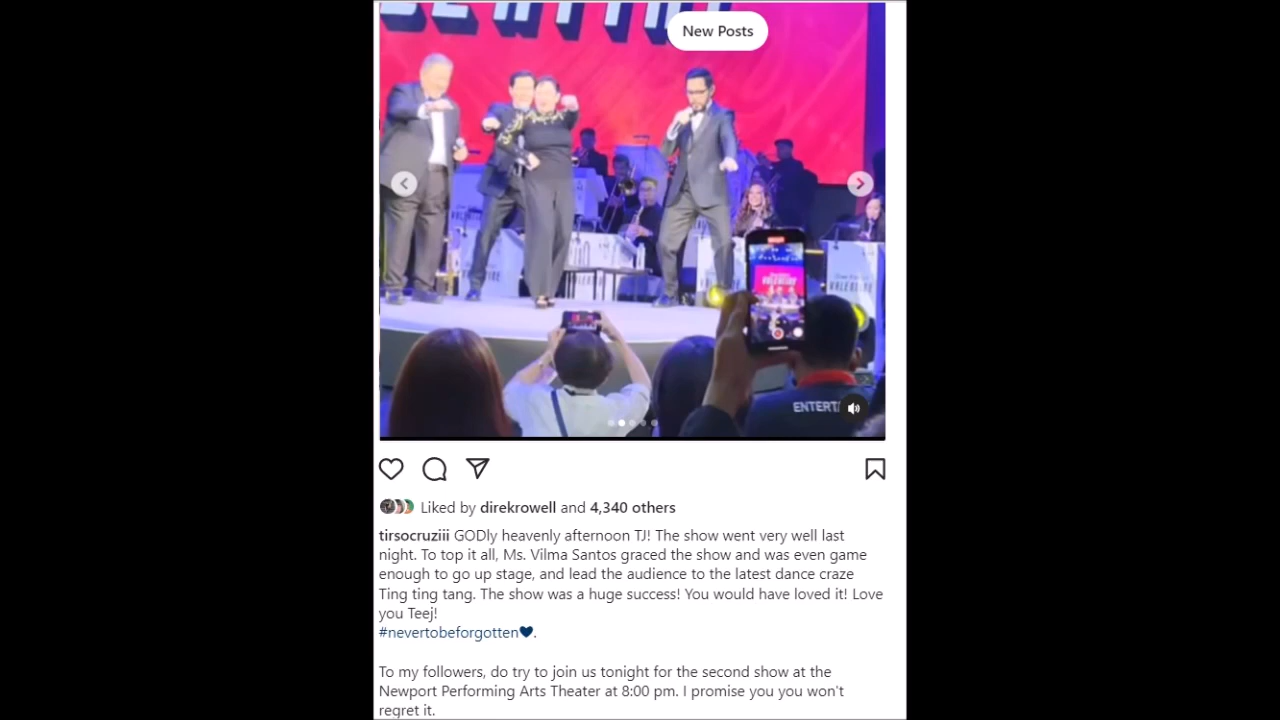 New Posts
VALENTINE
ENTERT
Liked by direkrowell and 4,340 others
tirsocruziii GODly heavenly afternoon TJ! The show went very well last
night. To top it all, Ms. Vilma Santos graced the show and was even game
enough to go up stage, and lead the audience to the latest dance craze
Ting ting tang. The show was a huge success! You would have loved it! Love
you Teej!
#nevertobeforgotten🖤.
To my followers, do try to join us tonight for the second show at the
Newport Performing Arts Theater at 8:00 pm. I promise you you won't
regret it.